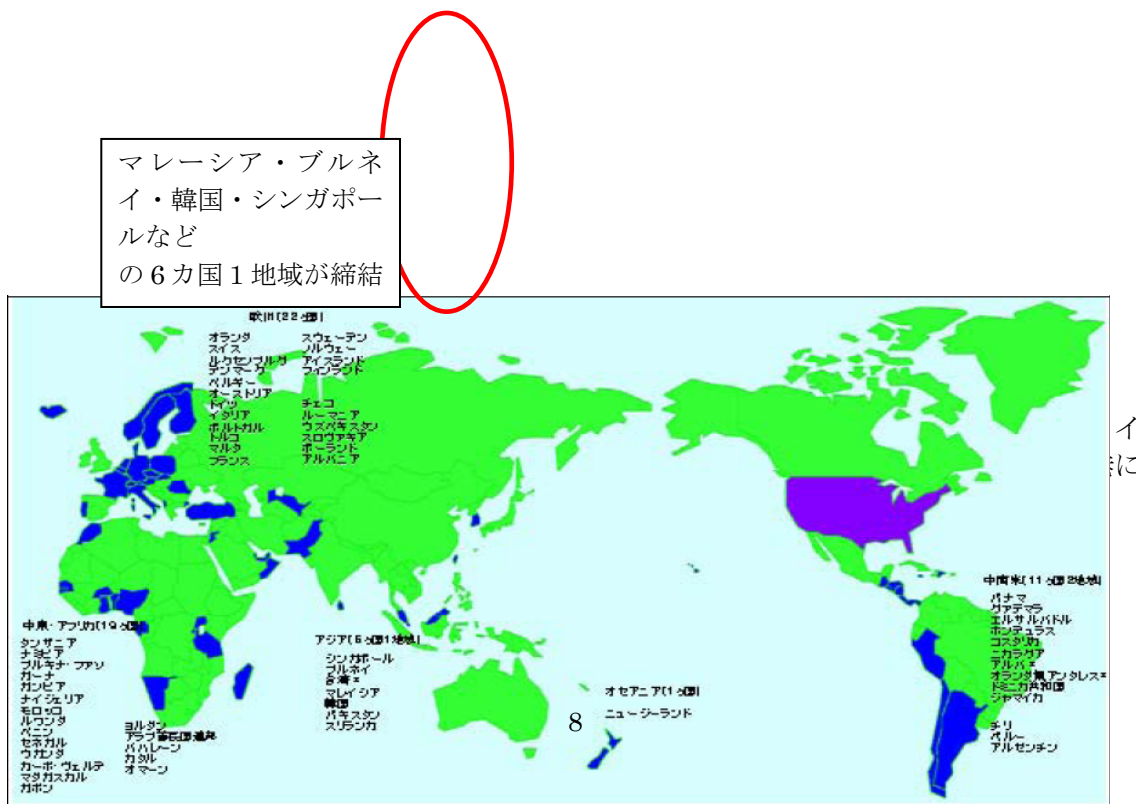 マレーシア・ブルネ
イ・韓国・シンガポー
ルなど
の6カ国1地域が締結
欧州(22ヶ国)
オランダ
スイス
ルクセンブルグ
デンマーク
ベルギー
オーストリア
ドイツ
イタリア
ポルトガル
トルコ
マルタ
フランス
スウェーデン
ノルウェー
アイスランド
フィンランド
チェコ
ルーマニア
ウズベキスタン
スロヴァキア
ポーランド
アルバニア
イ
に
中東・アフリカ(19ヶ国)
タンザニア
ナミビア
ブルキナ・ファソ
ガーナ
ガンビア
ナイジェリア
モロッコ
ルワンダ
ベニン
セネガル
ウガンダ
カーボ・ヴェルデ
マダガスカル
ガボン
ヨルダン
アラブ首長国連邦
バハレーン
カタル
オマーン
アジア(6ヶ国1地域)
シンガポール
ブルネイ
台湾※
マレイシア
韓国
パキスタン
スリランカ
オセアニア(1ヶ国)
ニュージーランド
8
中南米(11ヶ国2地域)
パナマ
グァテマラ
エルサルバドル
ホンデュラス
コスタリカ
ニカラグア
アルバ※
オランダ領アンタレス※
ドミニカ共和国
ジャマイカ
チリ
ペルー
アルゼンチン